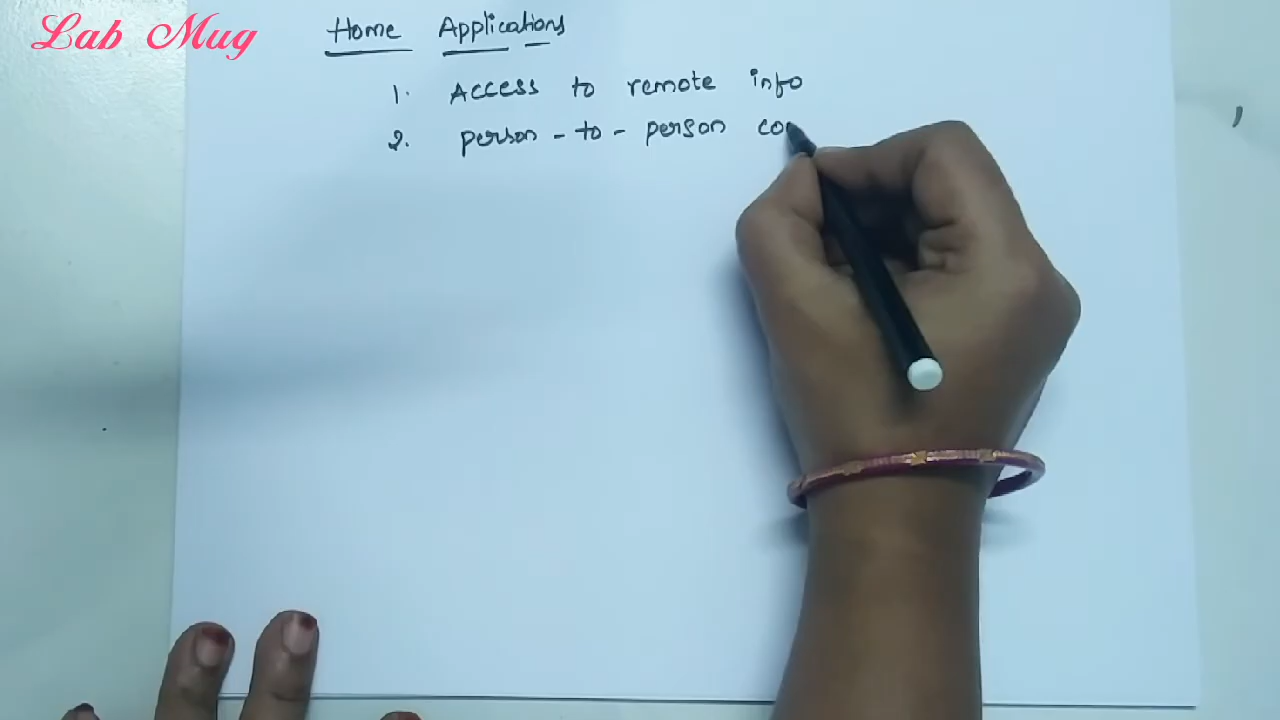 Lab Mug
Home Applications
1. Access to remote info
2. person - to - person co